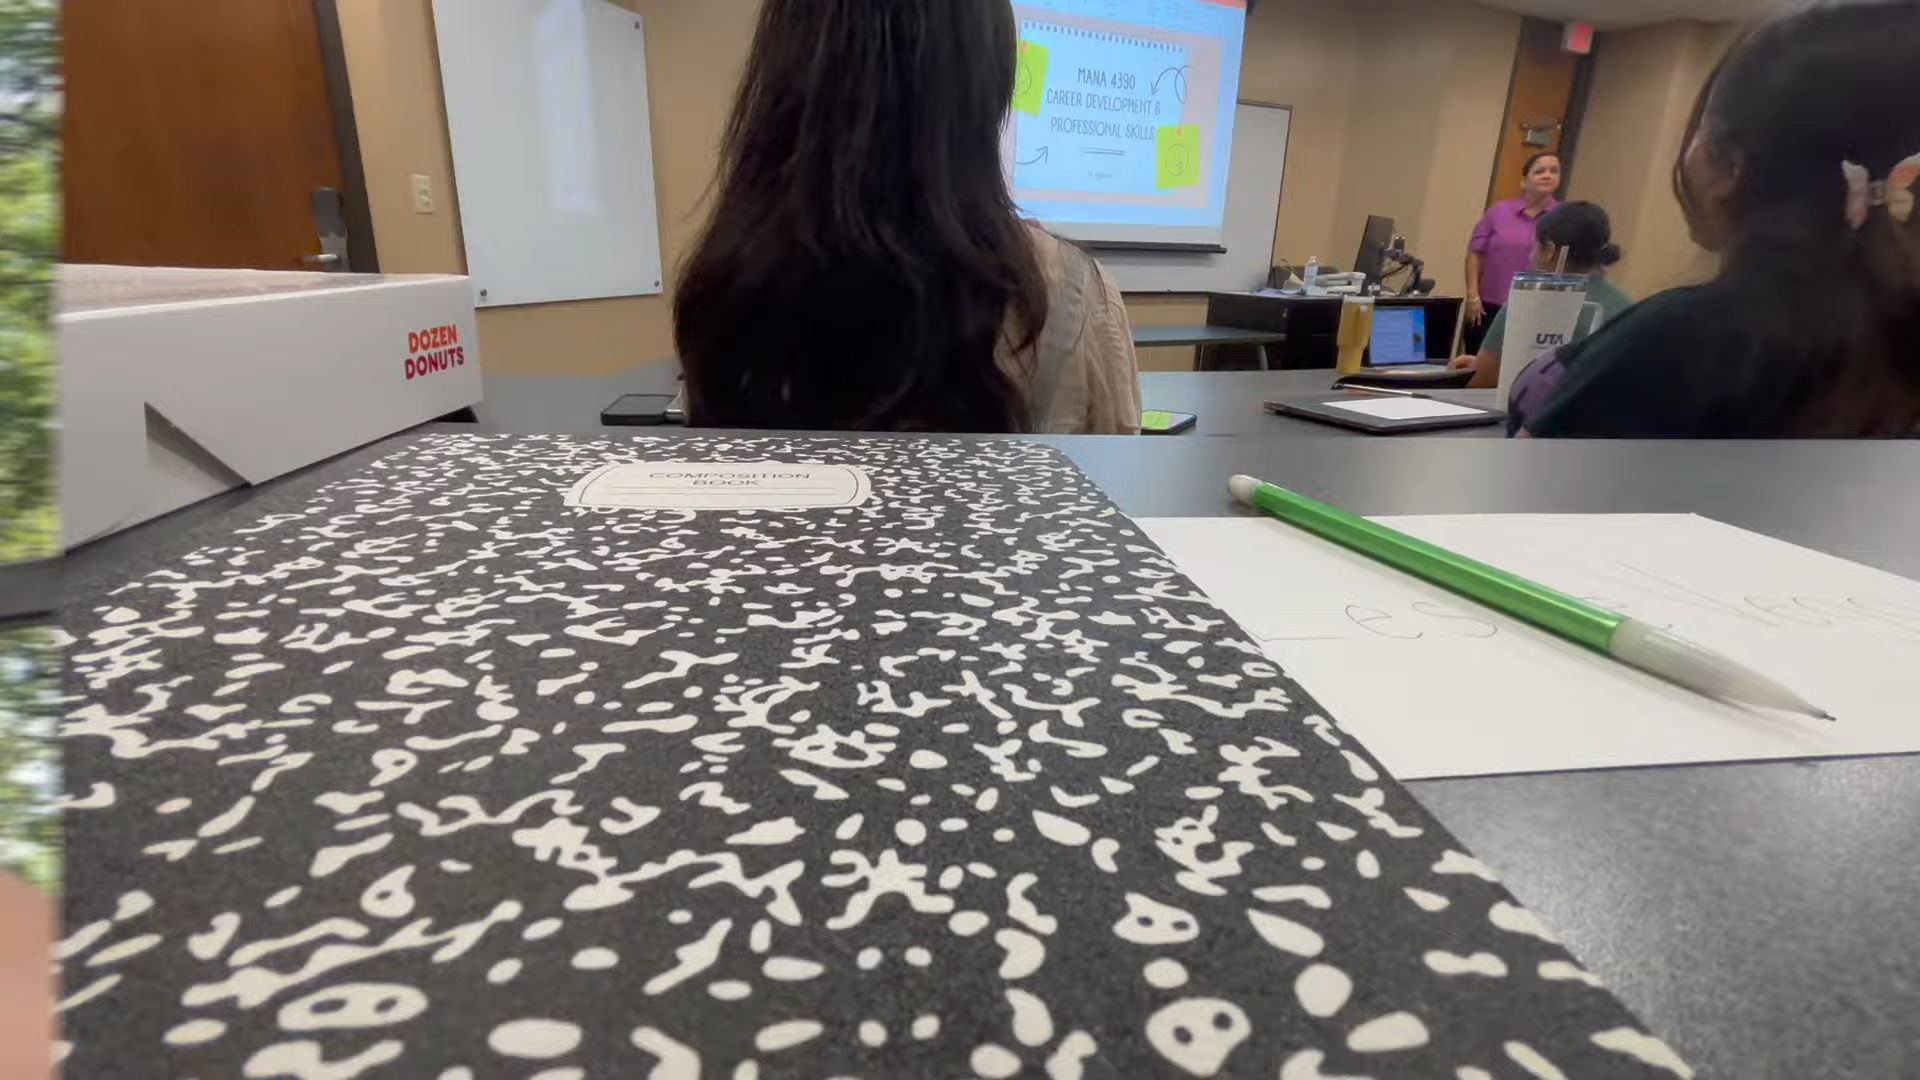 MANA 4390
CAREER DEVELOPMENT &
PROFESSIONAL SKILLS
DOZEN
DONUTS
UTA
COMPOSITION
BOOK